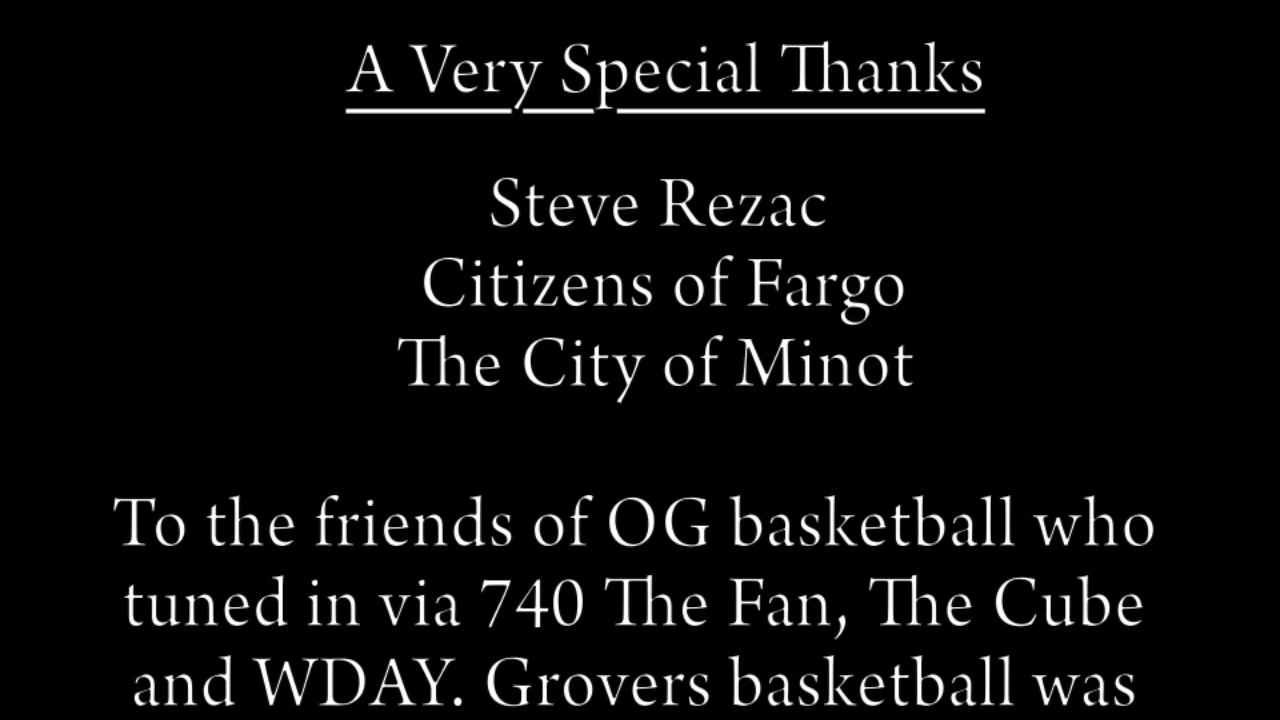 A Very Special Thanks
Steve Rezac
Citizens of Fargo
The City of Minot
To the friends of OG basketball who
tuned in via 740 The Fan, The Cube
and WDAY. Grovers basketball was